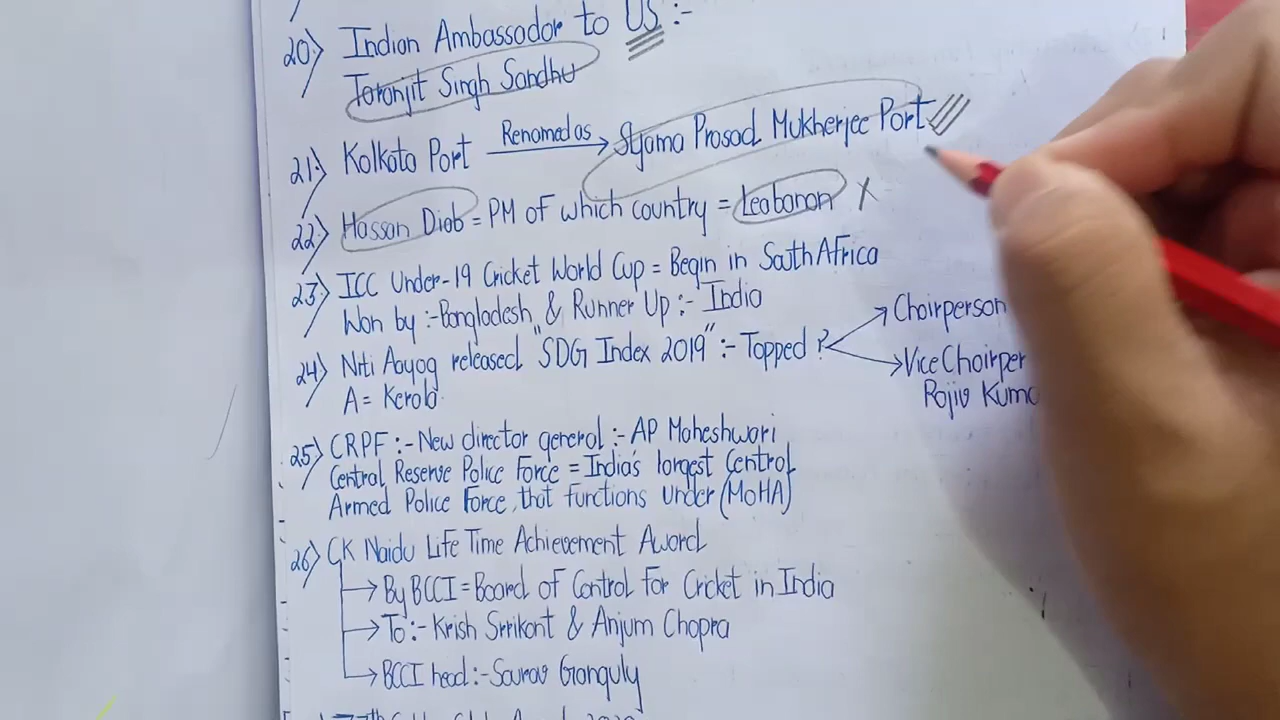 20) Indian Ambassador to US :-
Taranjit Singh Sandhu
21) Kolkata Port Renamed as Syama Prasad Mukherjee Port
22) Hassan Diab = PM of which country = Leabanon X
23) ICC Under-19 Cricket World Cup = Begin in South Africa
Won by :- Bangladesh & Runner Up :- India
24) Niti Aayog released "SDG Index 2019" :- Topped ?
A = Kerala
Chairperson
Vice Chairper
Rajiv Kuma
25) CRPF :- New director general :- AP Maheshwari
Central Reserve Police Force = India's largest Central
Armed Police Force, that functions under (MoHA)
26) CK Naidu Life Time Achievement Award
By BCCI = Board of Control For Cricket in India
To :- Krish Srrikant & Anjum Chopra
BCCI head :- Saurav Ganguly